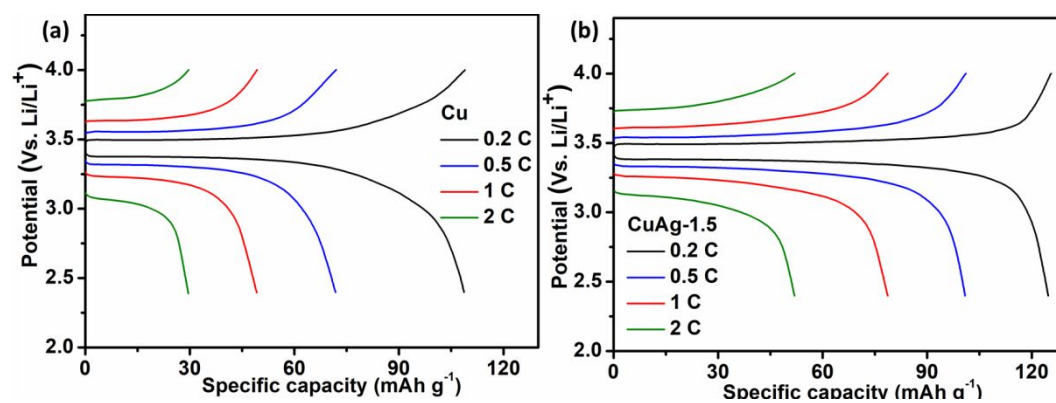 (a)
Potential (Vs. Li/Li⁺)
4.0
3.5
3.0
2.5
2.0
Cu
0.2 C
0.5 C
1 C
2 C
0 30 60 90 120
Specific capacity (mAh g⁻¹)
(b)
Potential (Vs. Li/Li⁺)
4.0
3.5
3.0
2.5
2.0
CuAg-1.5
0.2 C
0.5 C
1 C
2 C
0 30 60 90 120
Specific capacity (mAh g⁻¹)